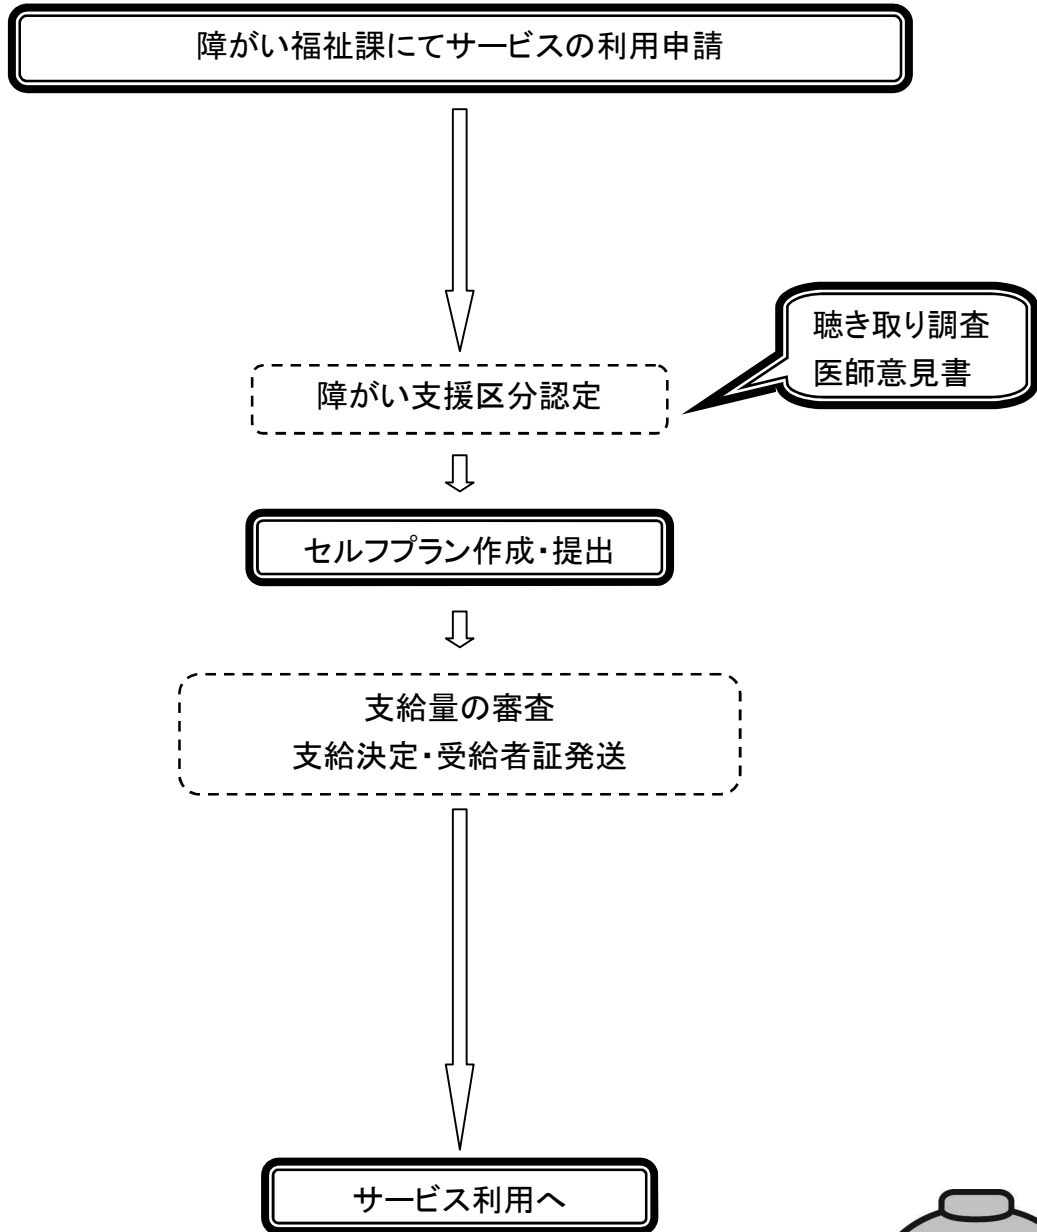 障がい福祉課にてサービスの利用申請
聴き取り調査
医師意見書
障がい支援区分認定
セルフプラン作成・提出
支給量の審査
支給決定・受給者証発送
サービス利用へ